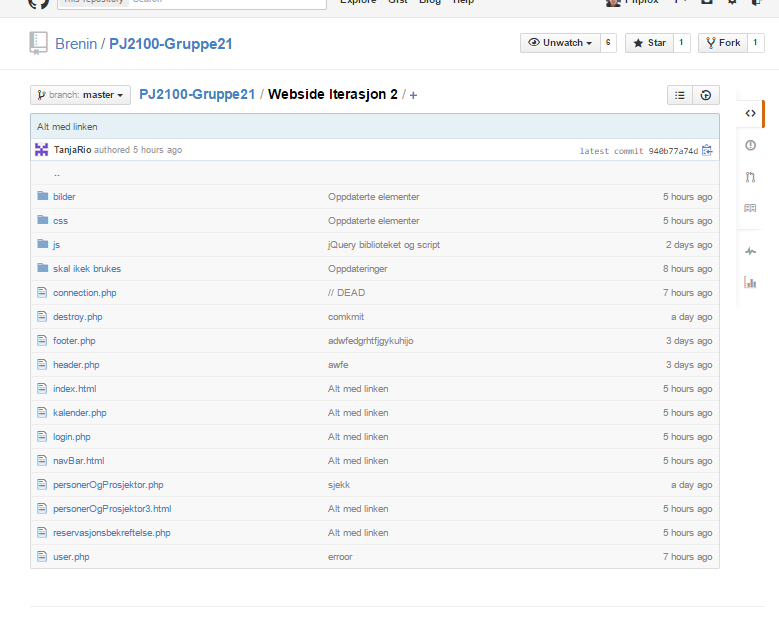 This repository Search Explore Gist Blog Help
Brenin / PJ2100-Gruppe21 Unwatch 6 Star 1 Fork 1
branch: master PJ2100-Gruppe21 / Webside Iterasjon 2 / +
Alt med linken
TanjaRio authored 5 hours ago latest commit 940b77a74d
..
bilder Oppdaterte elementer 5 hours ago
css Oppdaterte elementer 5 hours ago
js jQuery biblioteket og script 2 days ago
skal ikek brukes Oppdateringer 8 hours ago
connection.php // DEAD 7 hours ago
destroy.php comkmit a day ago
footer.php adwfedgrhtfjgykuhijo 3 days ago
header.php awfe 3 days ago
index.html Alt med linken 5 hours ago
kalender.php Alt med linken 5 hours ago
login.php Alt med linken 5 hours ago
navBar.html Alt med linken 5 hours ago
personerOgProsjektor.php sjekk a day ago
personerOgProsjektor3.html Alt med linken 5 hours ago
reservasjonsbekreftelse.php Alt med linken 5 hours ago
user.php erroor 7 hours ago